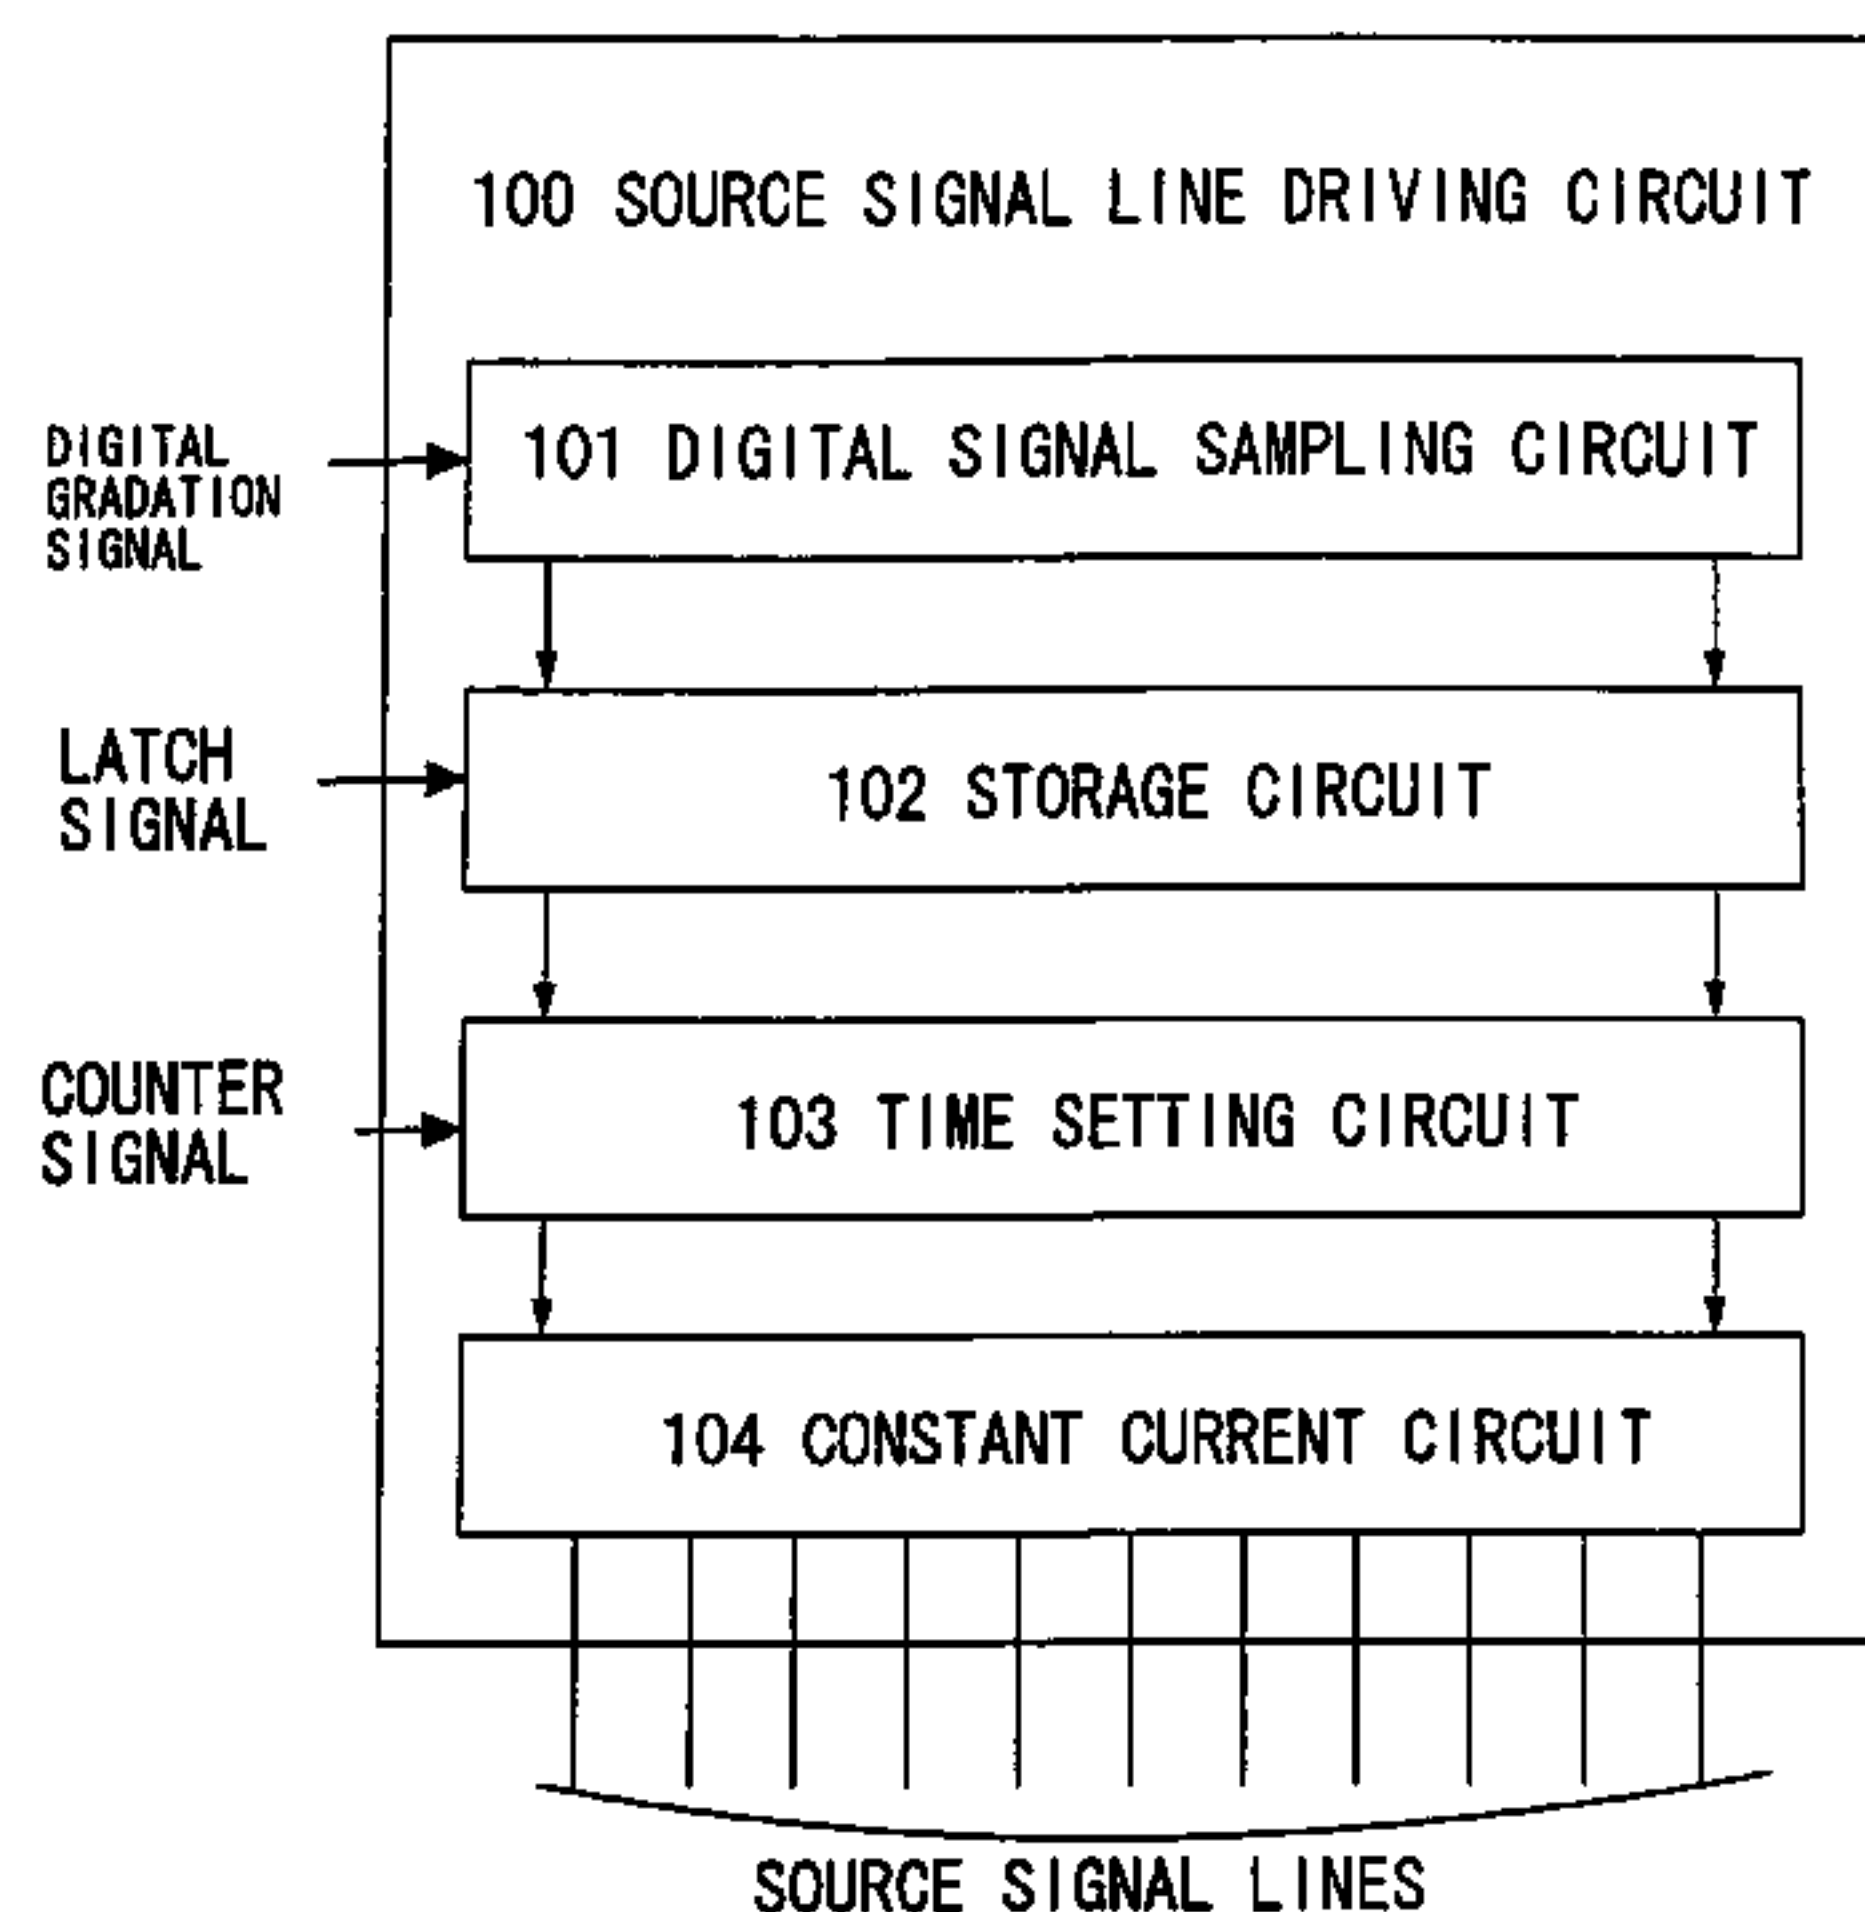 100 SOURCE SIGNAL LINE DRIVING CIRCUIT
DIGITAL
GRADATION
SIGNAL
101 DIGITAL SIGNAL SAMPLING CIRCUIT
LATCH
SIGNAL
102 STORAGE CIRCUIT
COUNTER
SIGNAL
103 TIME SETTING CIRCUIT
104 CONSTANT CURRENT CIRCUIT
SOURCE SIGNAL LINES